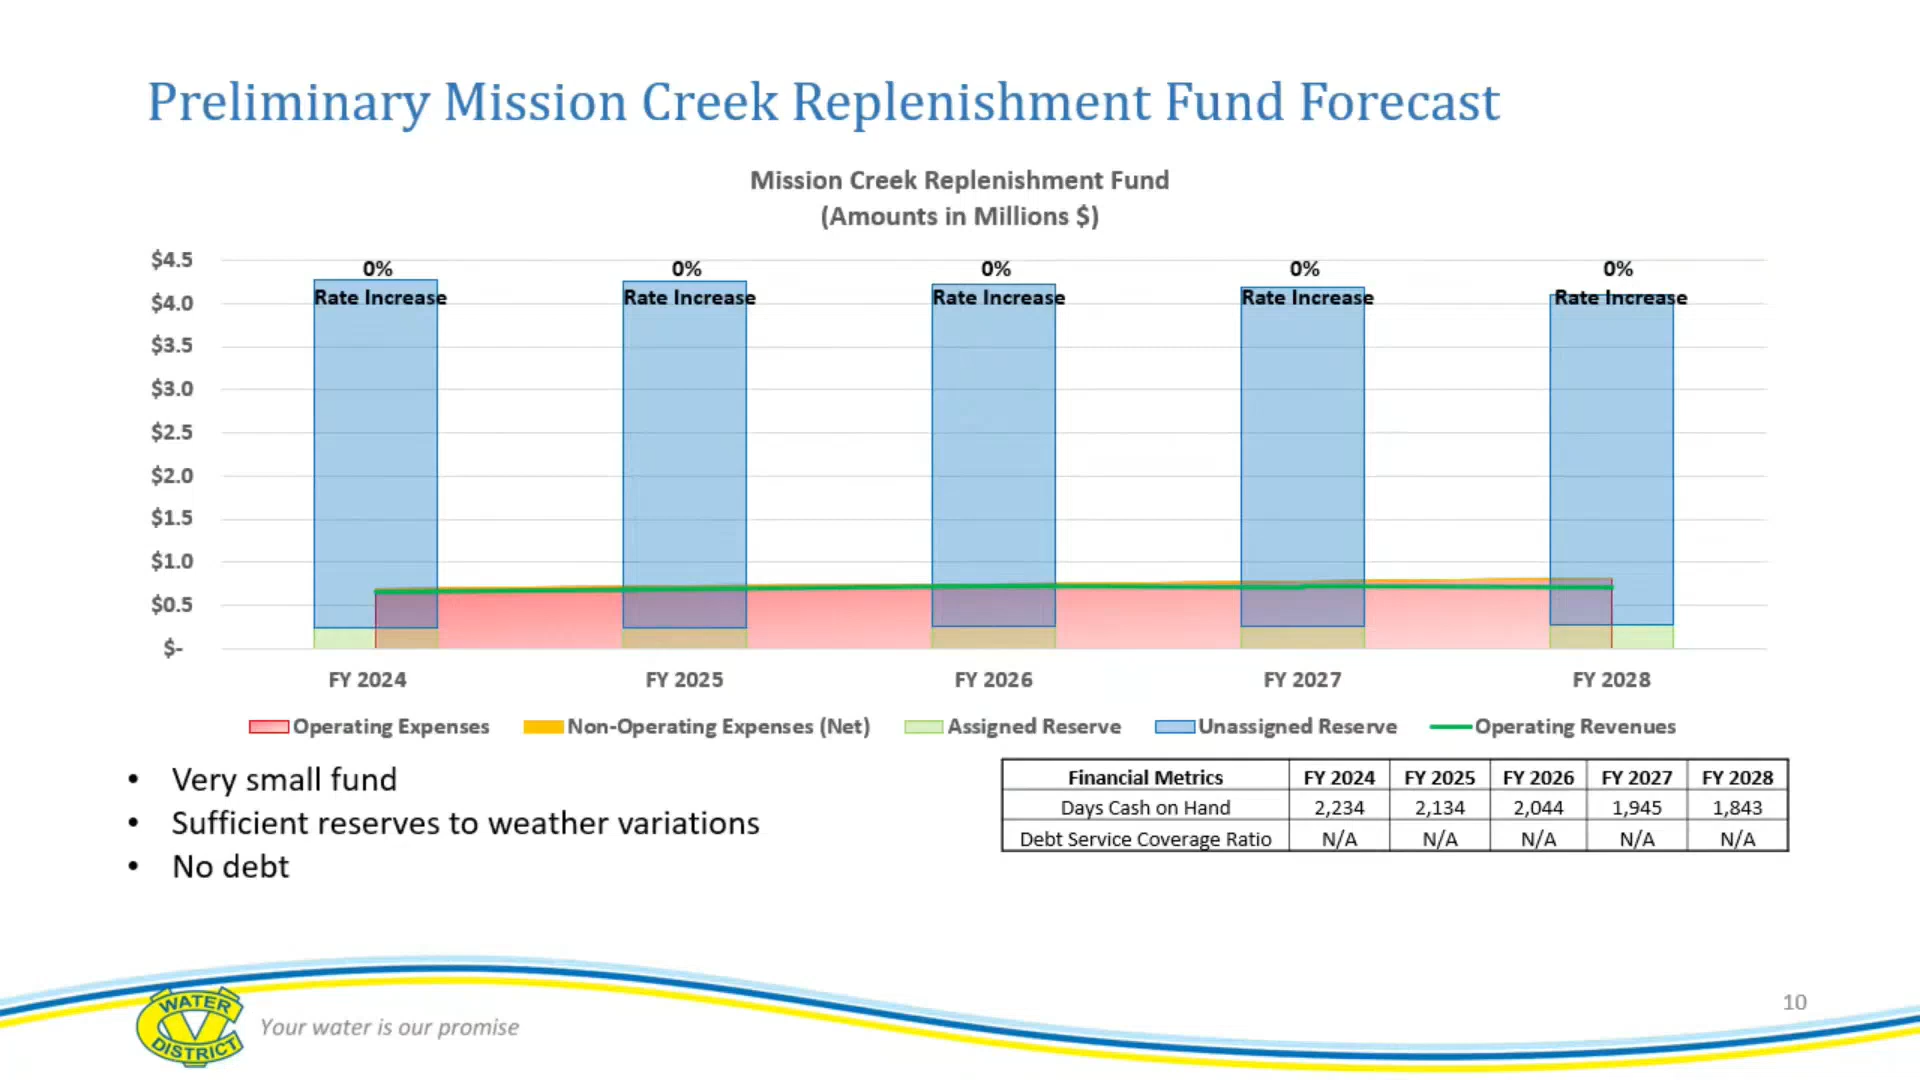 Preliminary Mission Creek Replenishment Fund Forecast
Mission Creek Replenishment Fund
(Amounts in Millions $)
$4.5
$4.0
$3.5
$3.0
$2.5
$2.0
$1.5
$1.0
$0.5
$-
0% 0% 0% 0% 0%
Rate Increase Rate Increase Rate Increase Rate Increase Rate Increase
FY 2024 FY 2025 FY 2026 FY 2027 FY 2028
Operating Expenses Non-Operating Expenses (Net) Assigned Reserve Unassigned Reserve Operating Revenues
• Very small fund
• Sufficient reserves to weather variations
• No debt
Financial Metrics FY 2024 FY 2025 FY 2026 FY 2027 FY 2028
Days Cash on Hand 2,234 2,134 2,044 1,945 1,843
Debt Service Coverage Ratio N/A N/A N/A N/A N/A
WATER
CV
DISTRICT
Your water is our promise
10